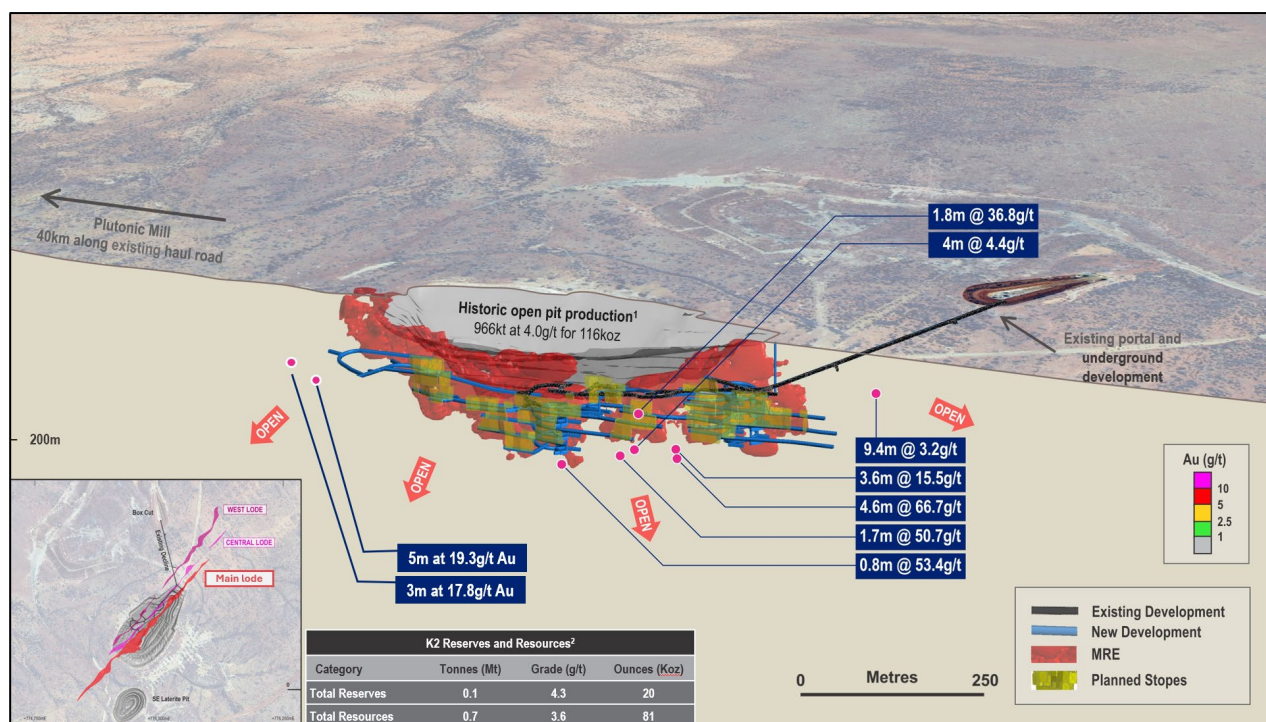 Plutonic Mill
40km along existing haul road
1.8m @ 36.8g/t
4m @ 4.4g/t
Historic open pit production¹
966kt at 4.0g/t for 116koz
Existing portal and
underground
development
OPEN
OPEN
OPEN
OPEN
200m
9.4m @ 3.2g/t
3.6m @ 15.5g/t
4.6m @ 66.7g/t
1.7m @ 50.7g/t
0.8m @ 53.4g/t
5m at 19.3g/t Au
3m at 17.8g/t Au
Au (g/t)
10
5
2.5
1
Box Cut
WEST LODE
Existing Decline
CENTRAL LODE
Main lode
SE Laterite Pit
0
K2 Reserves and Resources²
Category Tonnes (Mt) Grade (g/t) Ounces (Koz)
Total Reserves 0.1 4.3 20
Total Resources 0.7 3.6 81
Metres
0 250
Existing Development
New Development
MRE
Planned Stopes